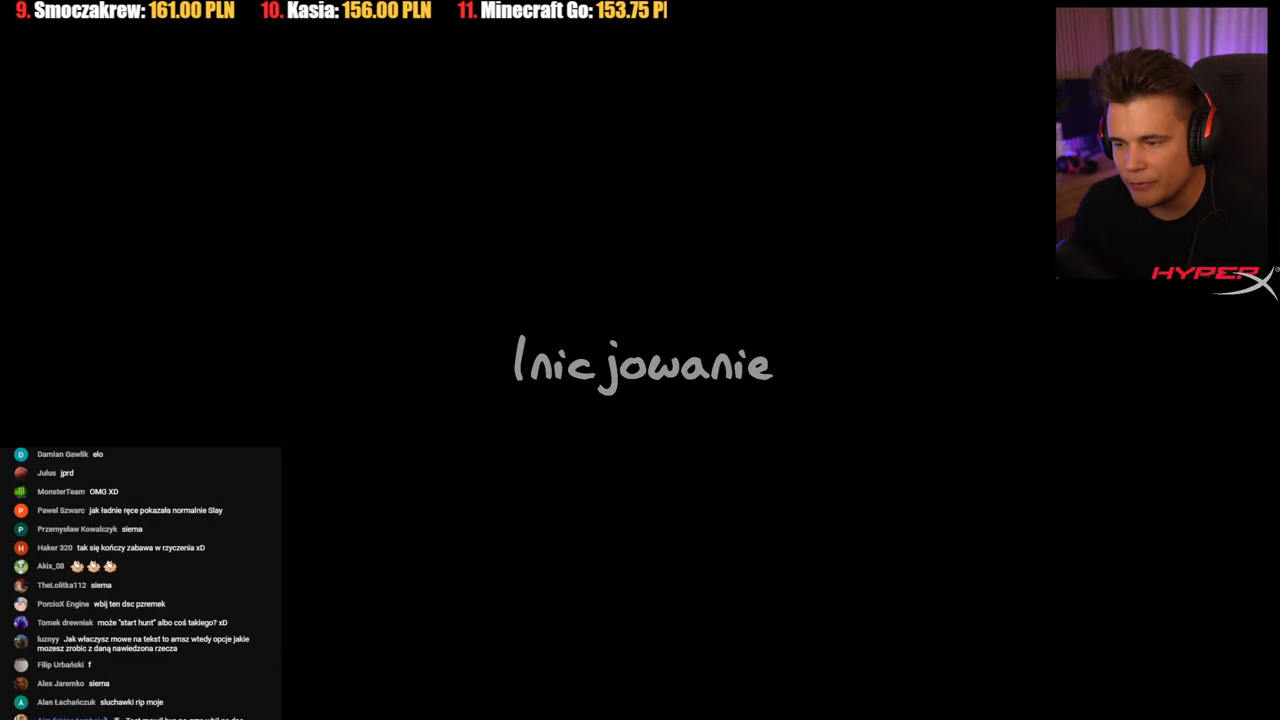 9. Smoczakrew: 161.00 PLN 10. Kasia: 156.00 PLN 11. Minecraft Go: 153.75 P
HYPERX
Inicjowanie
D Damian Gawlik elo
Julus jprd
MonsterTeam OMG XD
P Pawel Szwarc jak ładnie ręce pokazała normalnie Slay
P Przemysław Kowalczyk siema
H Haker 320 tak się kończy zabawa w rzyczenia xD
Akix_08
TheLolitka112 siema
PorcioX Engine wbij ten dsc pzremek
Tomek drewniak może "start hunt" albo coś takiego? xD
luznyy Jak właczysz mowe na tekst to amsz wtedy opcje jakie
mozesz zrobic z daną nawiedzona rzecza
Filip Urbański f
Alex Jaremko siema
A Alan Łachańczuk sluchawki rip moje